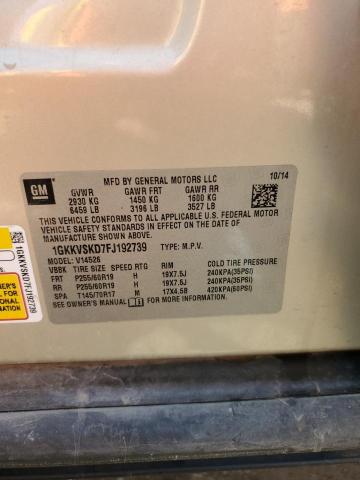 GM
MFD BY GENERAL MOTORS LLC
10/14
GVWR GAWR FRT GAWR RR
2930 KG 1450 KG 1600 KG
6459 LB 3196 LB 3527 LB
THIS VEHICLE CONFORMS TO ALL APPLICABLE U.S. FEDERAL MOTOR
VEHICLE SAFETY STANDARDS IN EFFECT ON THE DATE OF
MANUFACTURE SHOWN ABOVE.
1GKKVSKD7FJ192739 TYPE: M.P.V.
MODEL: V14526
VBBK TIRE SIZE SPEED RTG RIM COLD TIRE PRESSURE
FRT P255/60R19 H 19X7.5J 240KPA(35PSI)
RR P255/60R19 H 19X7.5J 240KPA(35PSI)
SPA T145/70R17 M 17X4.5B 420KPA(60PSI)
SEE OWNER'S MANUAL FOR MORE INFORMATION.
1GKKVSKD7FJ192739
OWNER'S